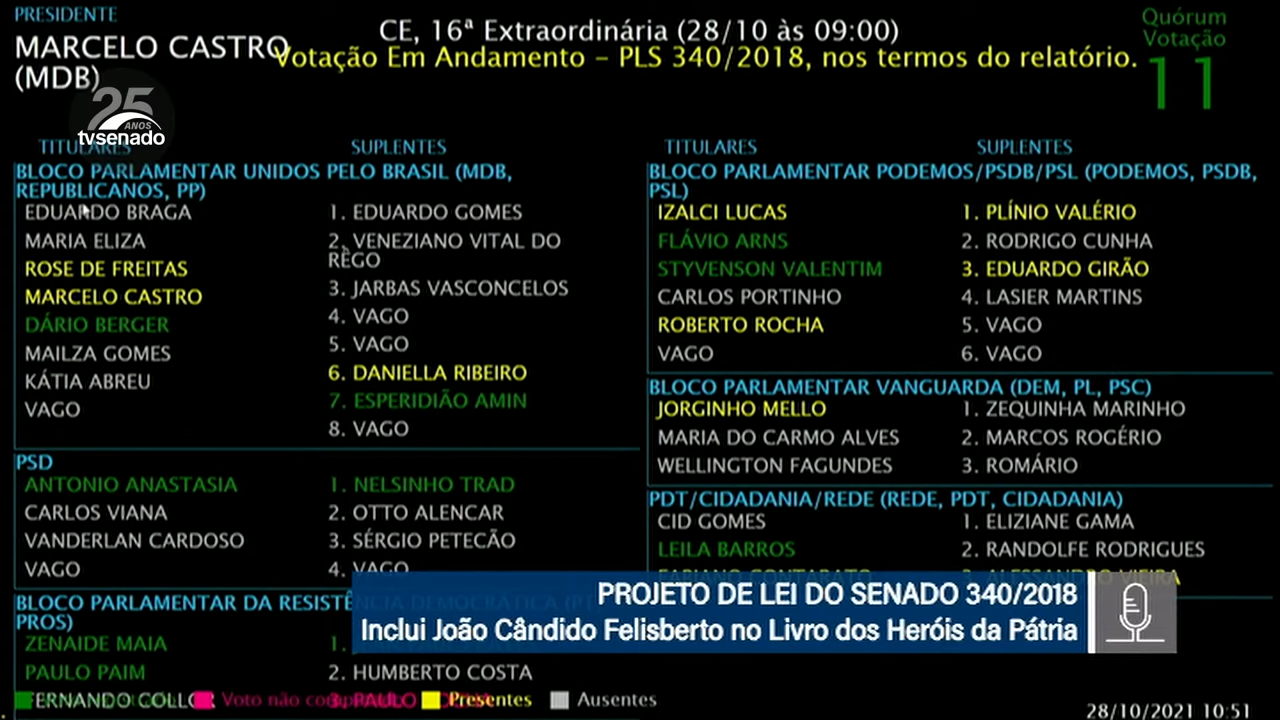 PRESIDENTE
MARCELO CASTRO
(MDB)
CE, 16ª Extraordinária (28/10 às 09:00)
Votação Em Andamento - PLS 340/2018, nos termos do relatório.
Quórum
Votação
11
25
ANOS
tvsenado
TITULARES
SUPLENTES
BLOCO PARLAMENTAR UNIDOS PELO BRASIL (MDB,
REPUBLICANOS, PP)
EDUARDO BRAGA
1. EDUARDO GOMES
MARIA ELIZA
2. VENEZIANO VITAL DO
RÊGO
ROSE DE FREITAS
3. JARBAS VASCONCELOS
MARCELO CASTRO
4. VAGO
DÁRIO BERGER
5. VAGO
MAILZA GOMES
6. DANIELLA RIBEIRO
KÁTIA ABREU
7. ESPERIDIÃO AMIN
VAGO
8. VAGO
PSD
ANTONIO ANASTASIA
1. NELSINHO TRAD
CARLOS VIANA
2. OTTO ALENCAR
VANDERLAN CARDOSO
3. SÉRGIO PETECÃO
VAGO
4. VAGO
BLOCO PARLAMENTAR DA RESISTÊNCIA DEMOCRÁTICA (PT,
PROS)
ZENAIDE MAIA
1.
PAULO PAIM
2. HUMBERTO COSTA
FERNANDO COLLOR
3. PAULO
TITULARES
SUPLENTES
BLOCO PARLAMENTAR PODEMOS/PSDB/PSL (PODEMOS, PSDB,
PSL)
IZALCI LUCAS
1. PLÍNIO VALÉRIO
FLÁVIO ARNS
2. RODRIGO CUNHA
STYVENSON VALENTIM
3. EDUARDO GIRÃO
CARLOS PORTINHO
4. LASIER MARTINS
ROBERTO ROCHA
5. VAGO
VAGO
6. VAGO
BLOCO PARLAMENTAR VANGUARDA (DEM, PL, PSC)
JORGINHO MELLO
1. ZEQUINHA MARINHO
MARIA DO CARMO ALVES
2. MARCOS ROGÉRIO
WELLINGTON FAGUNDES
3. ROMÁRIO
PDT/CIDADANIA/REDE (REDE, PDT, CIDADANIA)
CID GOMES
1. ELIZIANE GAMA
LEILA BARROS
2. RANDOLFE RODRIGUES
FABIANO CONTARATO
3. ALESSANDRO VIEIRA
PROJETO DE LEI DO SENADO 340/2018
Inclui João Cândido Felisberto no Livro dos Heróis da Pátria
Voto não
Presentes
Ausentes
28/10/2021 10:51